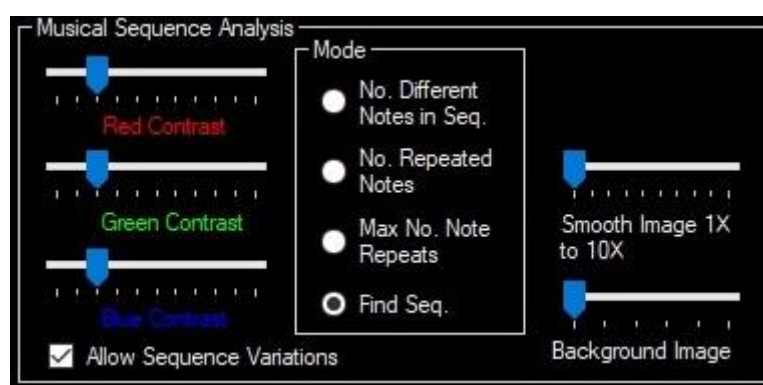 Musical Sequence Analysis
Red Contrast
Green Contrast
Blue Contrast
Allow Sequence Variations
Mode
No. Different
Notes in Seq.
No. Repeated
Notes
Max No. Note
Repeats
Find Seq.
Smooth Image 1X
to 10X
Background Image